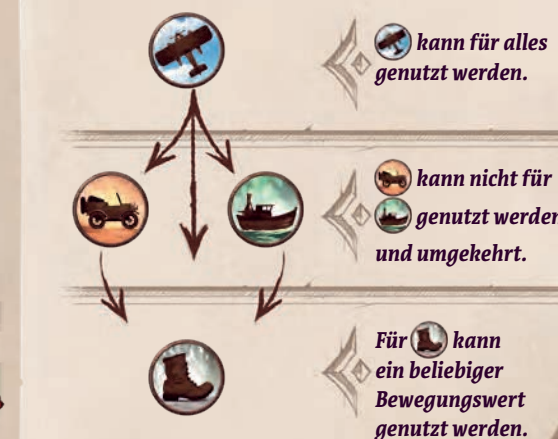 kann für alles
genutzt werden.
kann nicht für
genutzt werden
und umgekehrt.
Für kann
ein beliebiger
Bewegungswert
genutzt werden.